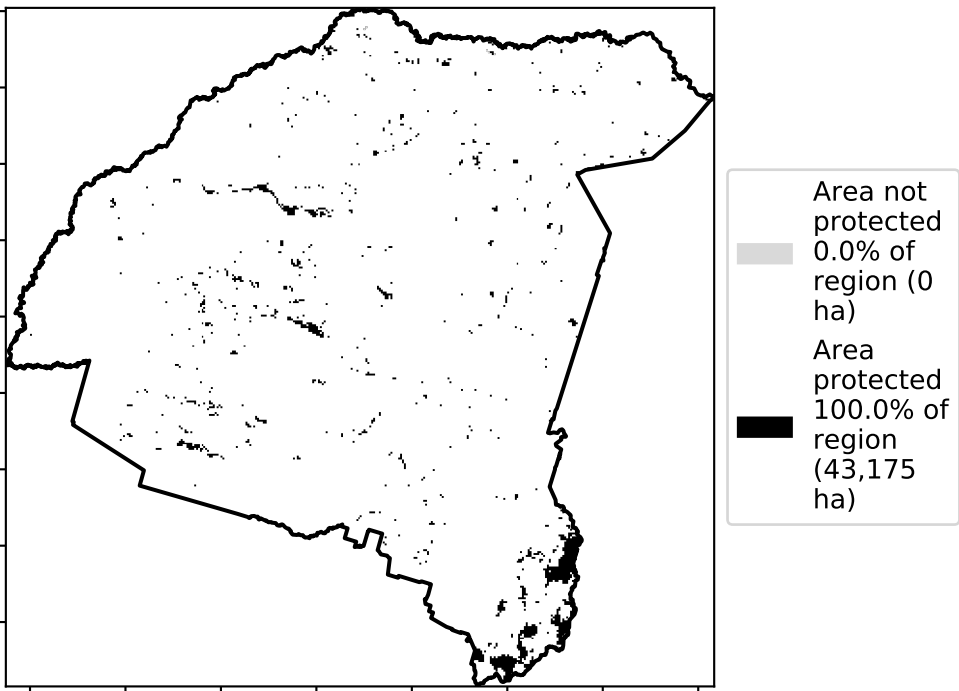 Area not
protected
0.0% of
region (0
ha)
Area
protected
100.0% of
region
(43,175
ha)